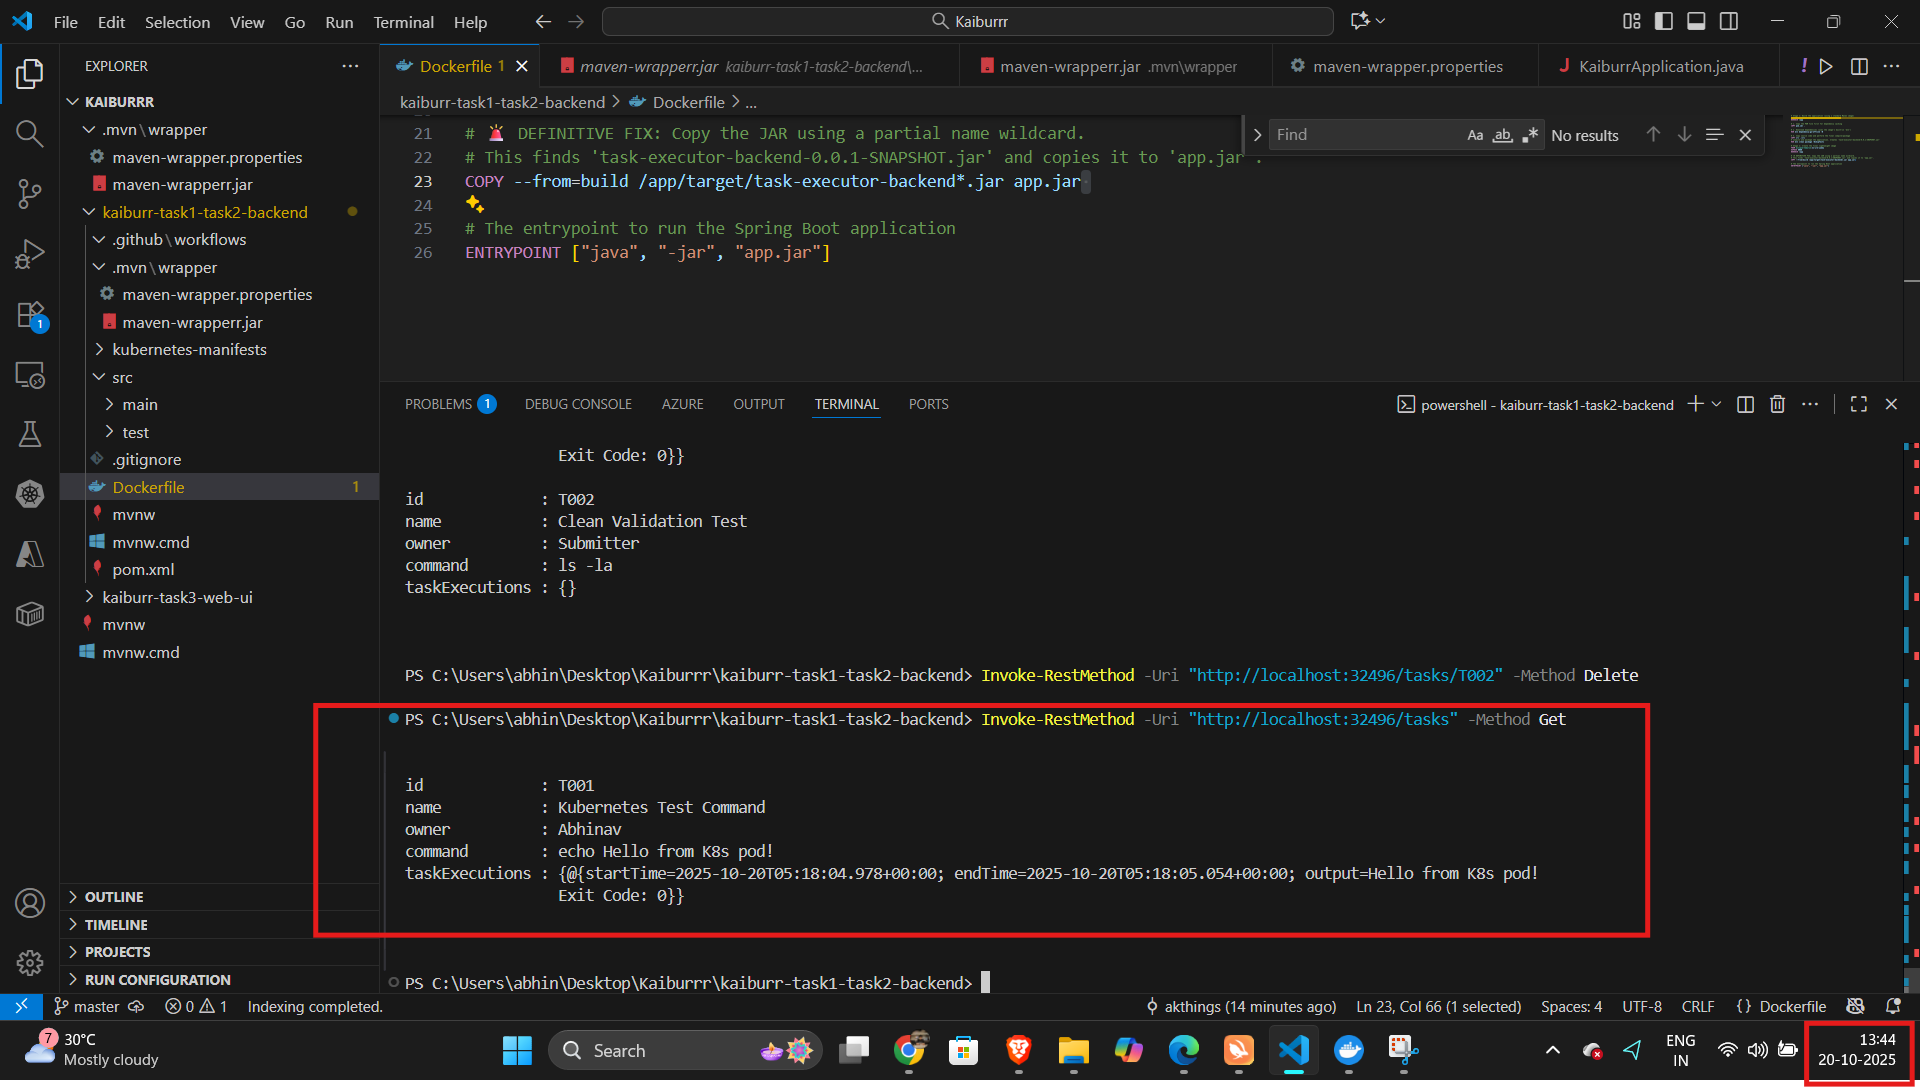 File Edit Selection View Go Run Terminal Help
Kaiburrr
EXPLORER
KAIBURRR
.mvn\wrapper
maven-wrapper.properties
maven-wrapperr.jar
kaiburr-task1-task2-backend
.github\workflows
.mvn\wrapper
maven-wrapper.properties
maven-wrapperr.jar
kubernetes-manifests
src
main
test
.gitignore
Dockerfile 1
mvnw
mvnw.cmd
pom.xml
kaiburr-task3-web-ui
mvnw
mvnw.cmd
OUTLINE
TIMELINE
PROJECTS
RUN CONFIGURATION
1
Dockerfile 1
maven-wrapperr.jar kaiburr-task1-task2-backend\...
maven-wrapperr.jar .mvn\wrapper
maven-wrapper.properties
KaiburrApplication.java
!
kaiburr-task1-task2-backend > Dockerfile > ...
Find
Aa ab .*
No results
21 # 🚨 DEFINITIVE FIX: Copy the JAR using a partial name wildcard.
22 # This finds 'task-executor-backend-0.0.1-SNAPSHOT.jar' and copies it to 'app.jar'.
23 COPY --from=build /app/target/task-executor-backend*.jar app.jar
24
25 # The entrypoint to run the Spring Boot application
26 ENTRYPOINT ["java", "-jar", "app.jar"]
PROBLEMS 1 DEBUG CONSOLE AZURE OUTPUT TERMINAL PORTS
powershell - kaiburr-task1-task2-backend
Exit Code: 0}}
id : T002
name : Clean Validation Test
owner : Submitter
command : ls -la
taskExecutions : {}
PS C:\Users\abhin\Desktop\Kaiburrr\kaiburr-task1-task2-backend> Invoke-RestMethod -Uri "http://localhost:32496/tasks/T002" -Method Delete
PS C:\Users\abhin\Desktop\Kaiburrr\kaiburr-task1-task2-backend> Invoke-RestMethod -Uri "http://localhost:32496/tasks" -Method Get
id : T001
name : Kubernetes Test Command
owner : Abhinav
command : echo Hello from K8s pod!
taskExecutions : {@{startTime=2025-10-20T05:18:04.978+00:00; endTime=2025-10-20T05:18:05.054+00:00; output=Hello from K8s pod!
Exit Code: 0}}
PS C:\Users\abhin\Desktop\Kaiburrr\kaiburr-task1-task2-backend>
master 0 1 Indexing completed.
akthings (14 minutes ago) Ln 23, Col 66 (1 selected) Spaces: 4 UTF-8 CRLF {} Dockerfile
7
30°C
Mostly cloudy
Search
ENG
IN
13:44
20-10-2025